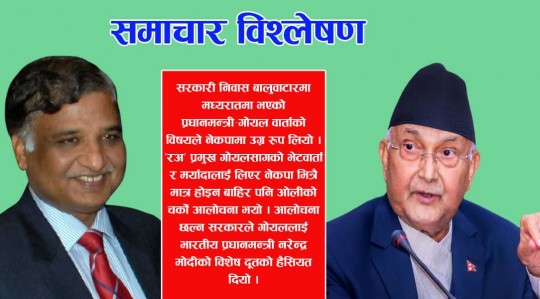 समाचार विश्लेषण
सरकारी निवास बालुवाटारमा
मध्यरातमा भएको
प्रधानमन्त्री गोयल वार्ताको
विषयले नेकपामा उग्र रुप लियो ।
'रअ' प्रमुख गोयलसागको भेटवार्ता
र मर्यादालाई लिएर नेकपा भित्रै
मात्र होइन बाहिर पनि ओलीको
चर्को आलोचना भयो । आलोचना
छल्न सरकारले गोयललाई
भारतीय प्रधानमन्त्री नरेन्द्र
मोदीको विशेष दूतको हैसियत
दियो ।